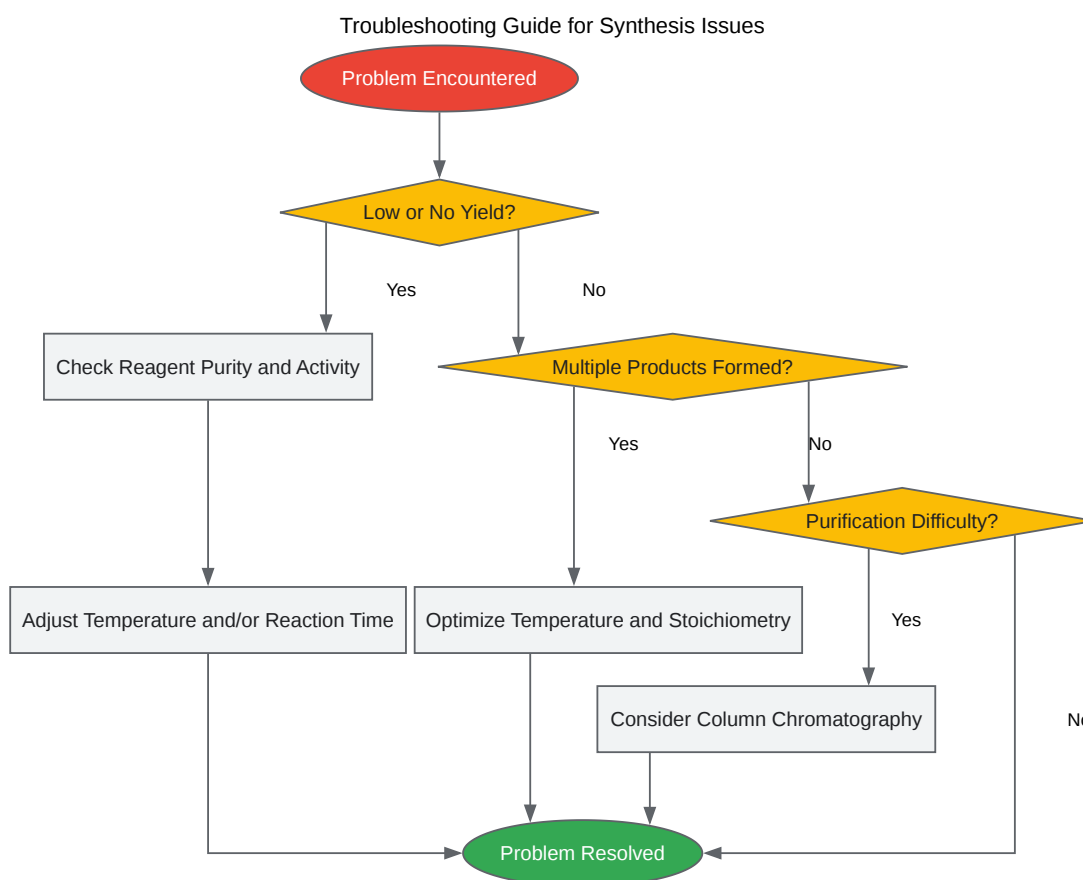 Troubleshooting Guide for Synthesis Issues
Problem Encountered
Low or No Yield?
Yes
No
Check Reagent Purity and Activity
Multiple Products Formed?
Yes
No
Purification Difficulty?
Adjust Temperature and/or Reaction Time
Optimize Temperature and Stoichiometry
Yes
Consider Column Chromatography
No
Problem Resolved